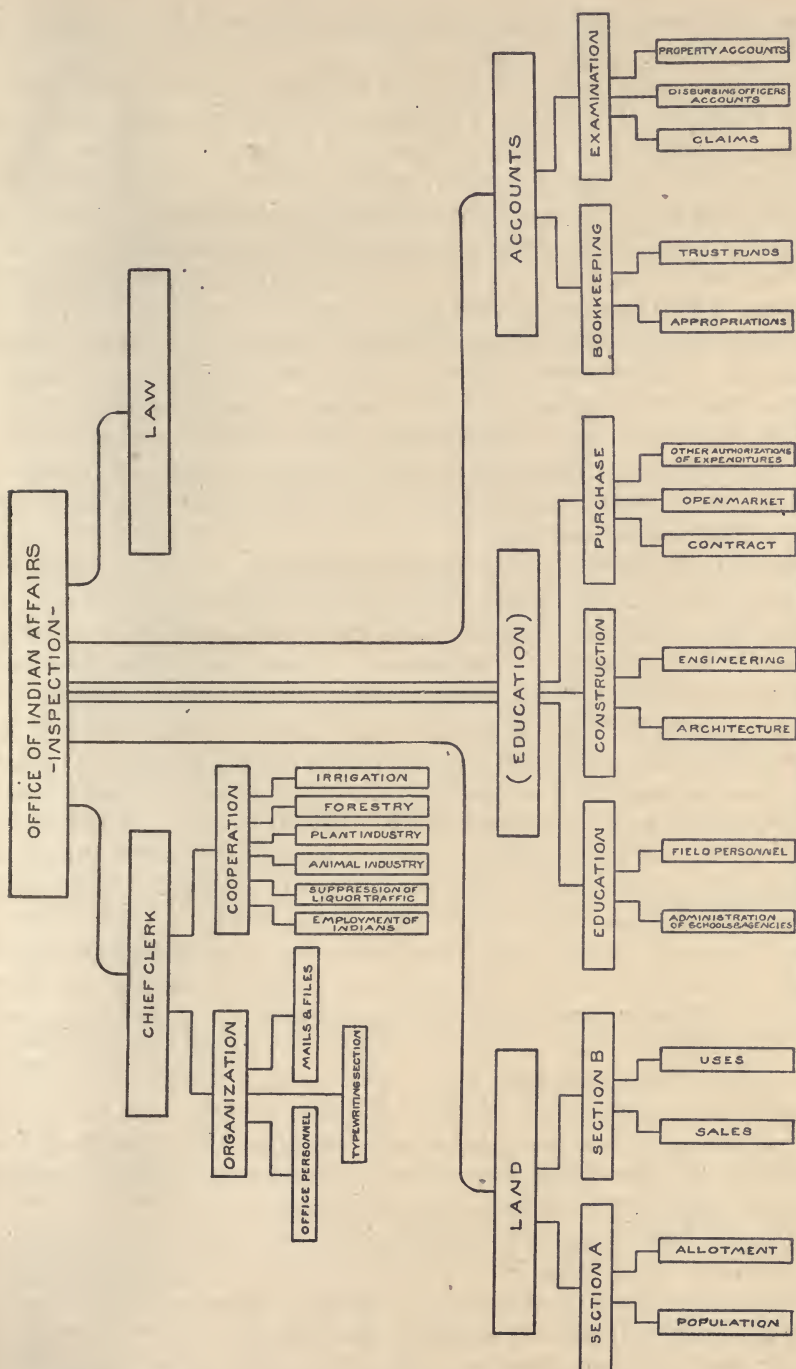 OFFICE OF INDIAN AFFAIRS
-INSPECTION-
CHIEF CLERK
LAW
ORGANIZATION
OFFICE PERSONNEL
TYPEWRITING SECTION
MAILS & FILES
COOPERATION
EMPLOYMENT OF
INDIANS
SUPPRESSION OF
LIQUOR TRAFFIC
ANIMAL INDUSTRY
PLANT INDUSTRY
FORESTRY
IRRIGATION
LAND
(EDUCATION)
ACCOUNTS
SECTION A
POPULATION
ALLOTMENT
SECTION B
SALES
USES
EDUCATION
ADMINISTRATION
OF SCHOOLS & AGENCIES
FIELD PERSONNEL
CONSTRUCTION
ARCHITECTURE
ENGINEERING
PURCHASE
CONTRACT
OPEN MARKET
OTHER AUTHORIZATIONS
OF EXPENDITURES
BOOKKEEPING
APPROPRIATIONS
TRUST FUNDS
EXAMINATION
CLAIMS
DISBURSING OFFICERS
ACCOUNTS
PROPERTY ACCOUNTS